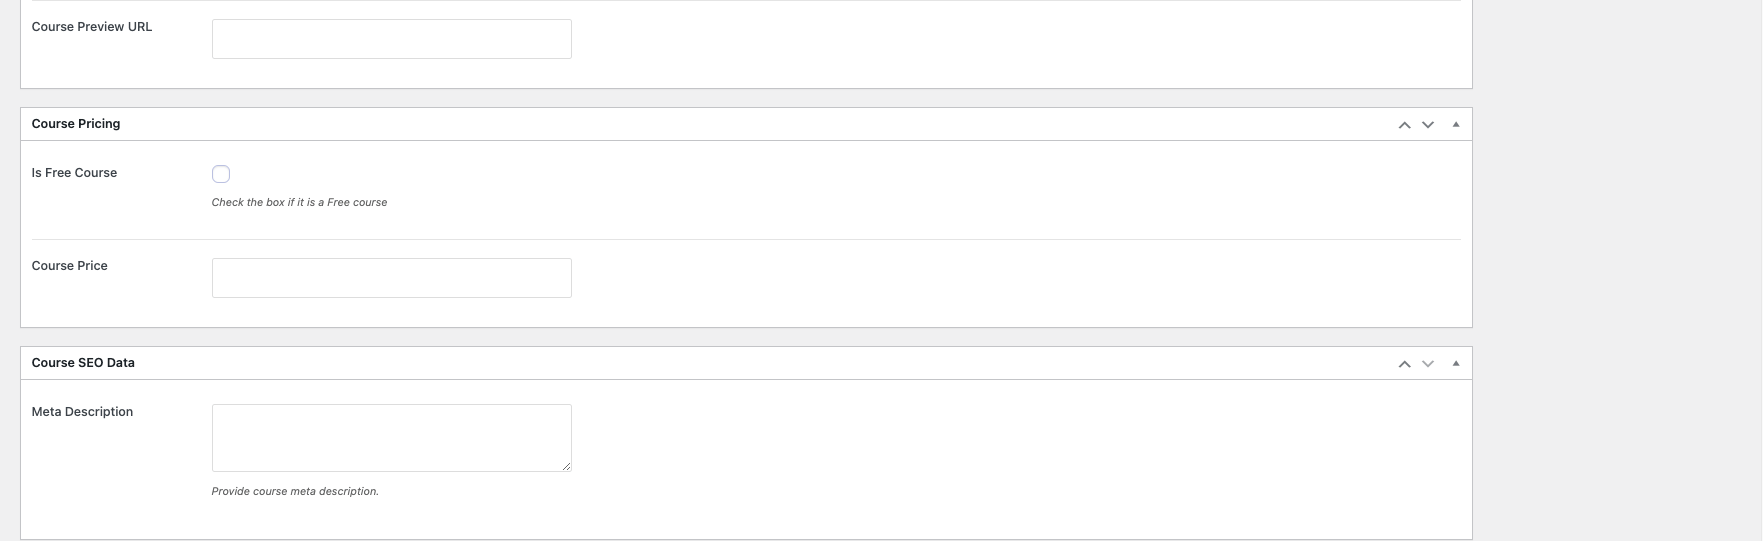 Course Preview URL
Course Pricing
Is Free Course
Check the box if it is a Free course
Course Price
Course SEO Data
Meta Description
Provide course meta description.